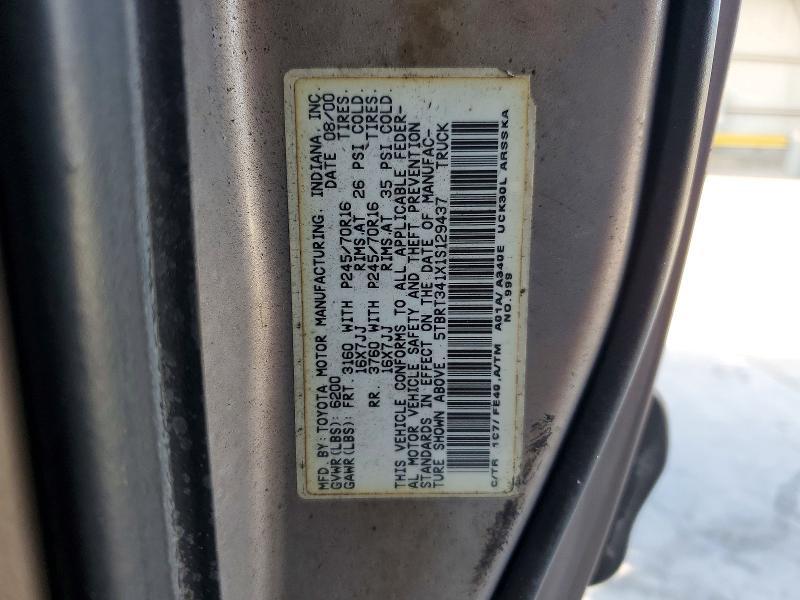 MFD. BY: TOYOTA MOTOR MANUFACTURING, INDIANA, INC.
GVWR(LBS): 6200 DATE 08/00
GAWR(LBS): FRT. 3160 WITH P245/70R16 TIRES.
16X7JJ RIMS.AT 26 PSI COLD.
RR. 3760 WITH P245/70R16 TIRES.
16X7JJ RIMS.AT 35 PSI COLD.
THIS VEHICLE CONFORMS TO ALL APPLICABLE FEDER-
AL MOTOR VEHICLE SAFETY AND THEFT PREVENTION
STANDARDS IN EFFECT ON THE DATE OF MANUFAC-
TURE SHOWN ABOVE. 5TBRT341X1S129437 TRUCK
C/TR 1C7/ FE40 ,A/TM A01A/ A340E UCK30L ARSSKA
NO.999